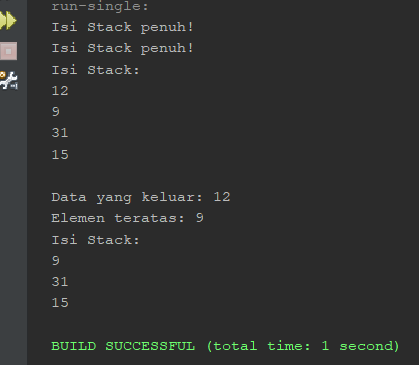 run-single:
Isi Stack penuh!
Isi Stack penuh!
Isi Stack:
12
9
31
15
Data yang keluar: 12
Elemen teratas: 9
Isi Stack:
9
31
15
BUILD SUCCESSFUL (total time: 1 second)